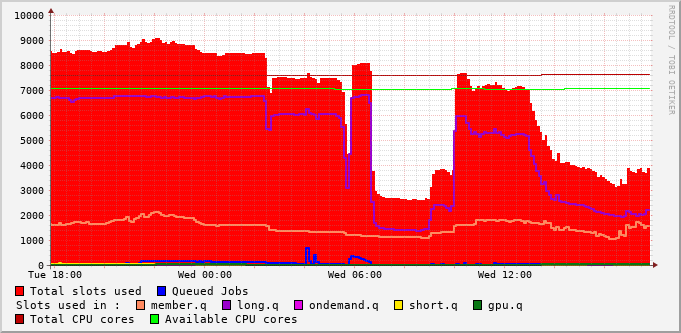 RRDTOOL / TOBI OETIKER
10000
9000
8000
7000
6000
5000
4000
3000
2000
1000
0
Tue 18:00 Wed 00:00 Wed 06:00 Wed 12:00
Total slots used Queued Jobs
Slots used in : member.q long.q ondemand.q short.q gpu.q
Total CPU cores Available CPU cores